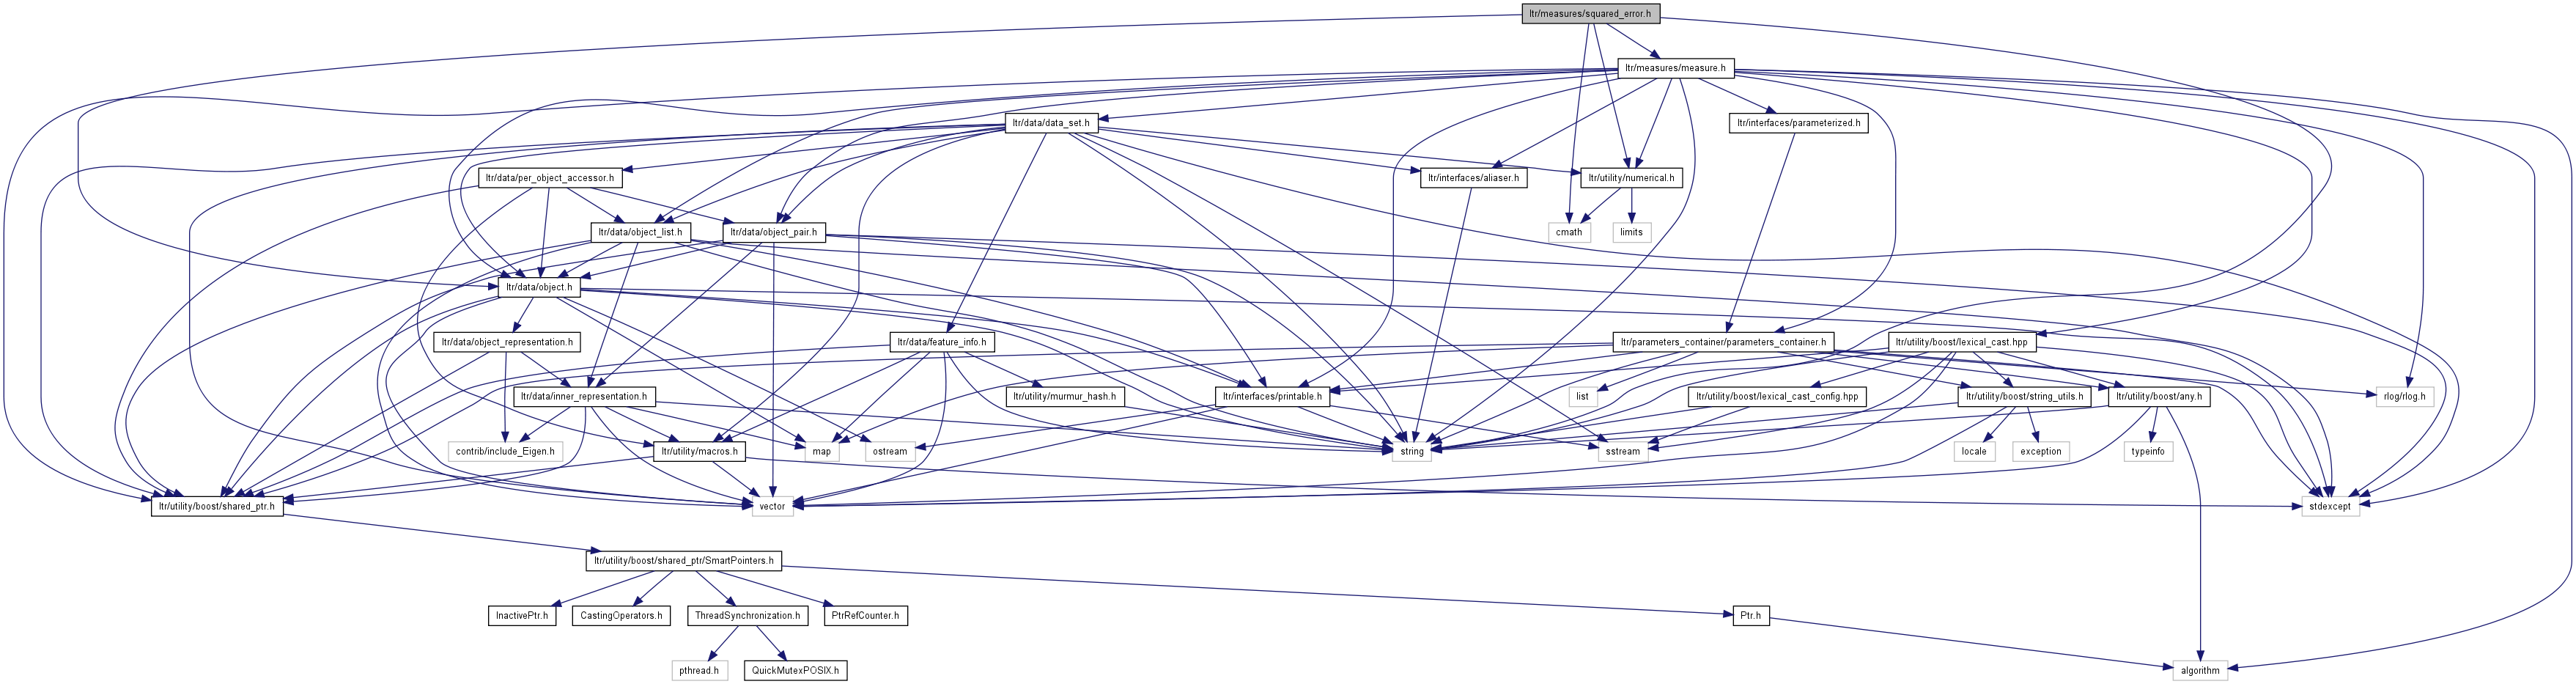 ltr/measures/squared_error.h
ltr/measures/measure.h
ltr/data/data_set.h
ltr/interfaces/parameterized.h
ltr/data/per_object_accessor.h
ltr/interfaces/aliaser.h
ltr/utility/numerical.h
ltr/data/object_list.h
ltr/data/object_pair.h
cmath
limits
ltr/data/object.h
ltr/data/object_representation.h
ltr/data/feature_info.h
ltr/parameters_container/parameters_container.h
ltr/utility/boost/lexical_cast.hpp
ltr/data/inner_representation.h
ltr/utility/murmur_hash.h
ltr/interfaces/printable.h
list
ltr/utility/boost/lexical_cast_config.hpp
ltr/utility/boost/string_utils.h
ltr/utility/boost/any.h
rlog/rlog.h
contrib/include_Eigen.h
ltr/utility/macros.h
map
ostream
string
sstream
locale
exception
typeinfo
ltr/utility/boost/shared_ptr.h
vector
stdexcept
ltr/utility/boost/shared_ptr/SmartPointers.h
InactivePtr.h
CastingOperators.h
ThreadSynchronization.h
PtrRefCounter.h
Ptr.h
pthread.h
QuickMutexPOSIX.h
algorithm